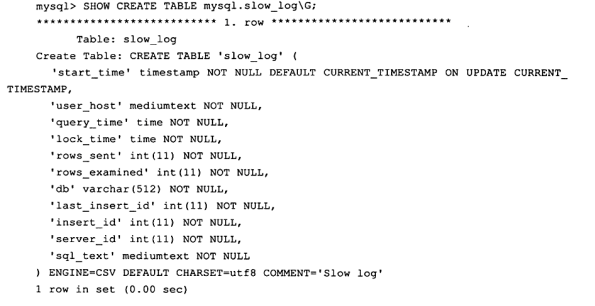 mysql> SHOW CREATE TABLE mysql.slow_log\G;
*************************** 1. row ***************************
Table: slow_log
Create Table: CREATE TABLE 'slow_log' (
'start_time' timestamp NOT NULL DEFAULT CURRENT_TIMESTAMP ON UPDATE CURRENT_
TIMESTAMP,
'user_host' mediumtext NOT NULL,
'query_time' time NOT NULL,
'lock_time' time NOT NULL,
'rows_sent' int(11) NOT NULL,
'rows_examined' int(11) NOT NULL,
'db' varchar(512) NOT NULL,
'last_insert_id' int(11) NOT NULL,
'insert_id' int(11) NOT NULL,
'server_id' int(11) NOT NULL,
'sql_text' mediumtext NOT NULL
) ENGINE=CSV DEFAULT CHARSET=utf8 COMMENT='Slow log'
1 row in set (0.00 sec)